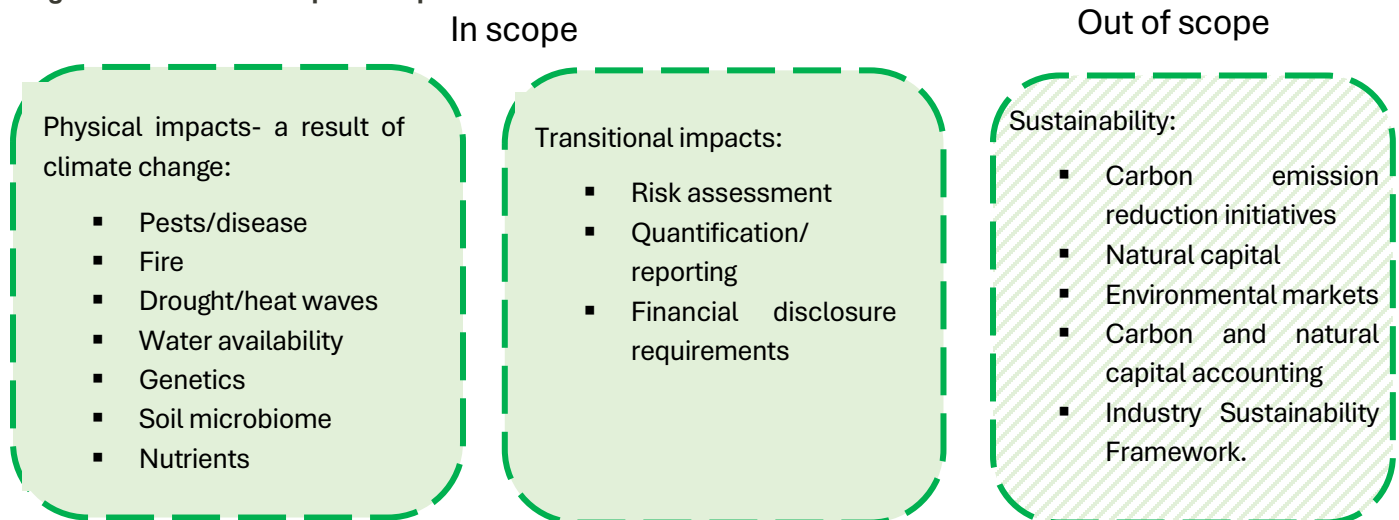 In scope
Out of scope
Physical impacts- a result of
climate change:
▪ Pests/disease
▪ Fire
▪ Drought/heat waves
▪ Water availability
▪ Genetics
▪ Soil microbiome
▪ Nutrients
Transitional impacts:
▪ Risk assessment
▪ Quantification/
reporting
▪ Financial disclosure
requirements
Sustainability:
▪ Carbon emission
reduction initiatives
▪ Natural capital
▪ Environmental markets
▪ Carbon and natural
capital accounting
▪ Industry Sustainability
Framework.